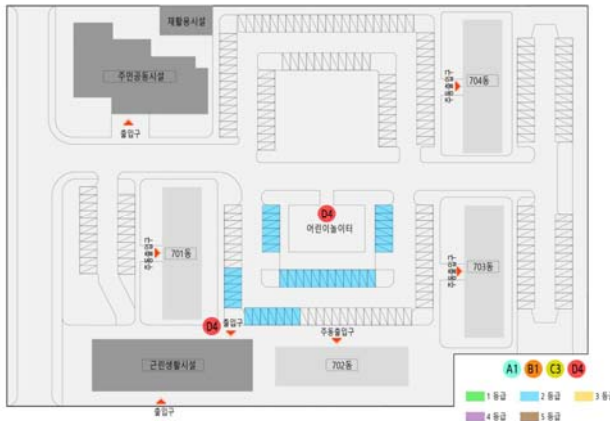 재활용시설
주민공동시설
출입구
704동
주동출입구
D4
어린이놀이터
701동
주동출입구
703동
주동출입구
D4
출입구
주동출입구
근린생활시설
702동
출입구
A1 B1 C3 D4
1 등급 2 등급 3 등급
4 등급 5 등급